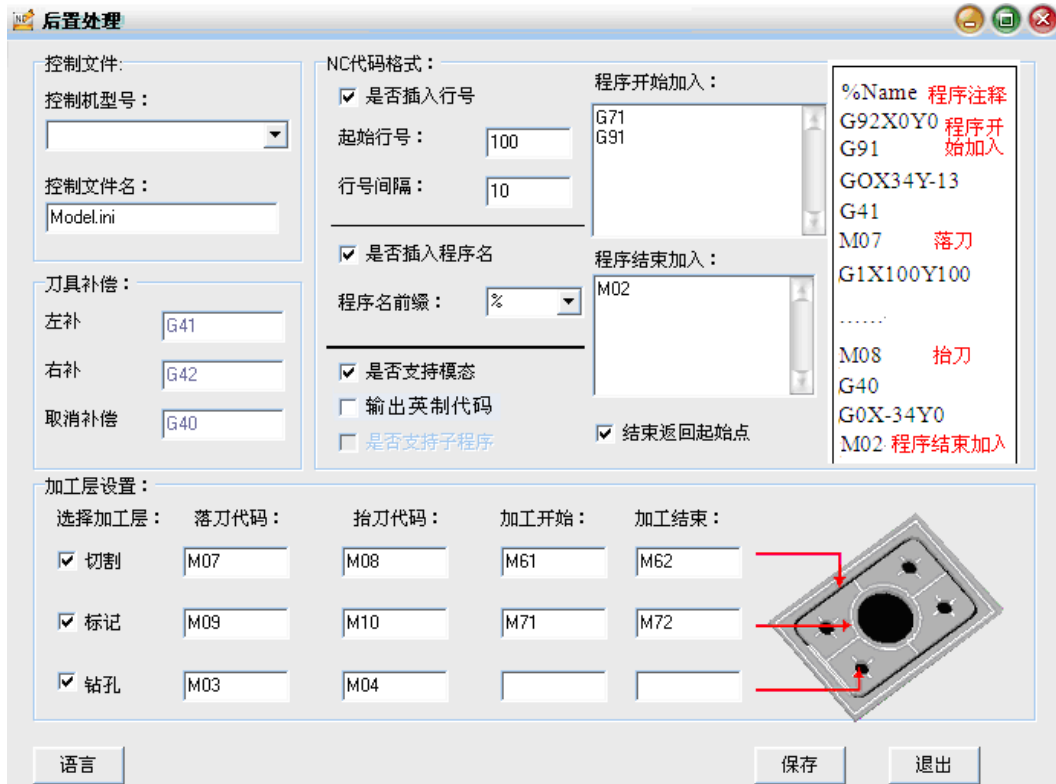 后置处理
控制文件:
控制机型号：
控制文件名：
Model.ini
刀具补偿：
左补 G41
右补 G42
取消补偿 G40
NC代码格式：
是否插入行号
起始行号： 100
行号间隔： 10
是否插入程序名
程序名前缀： %
是否支持模态
输出英制代码
是否支持子程序
程序开始加入：
G71
G91
程序结束加入：
M02
结束返回起始点
%Name 程序注释
G92X0Y0 程序开
G91 始加入
GOX34Y-13
G41
M07 落刀
G1X100Y100
......
M08 抬刀
G40
G0X-34Y0
M02 程序结束加入
加工层设置：
选择加工层： 落刀代码： 抬刀代码： 加工开始： 加工结束：
切割 M07 M08 M61 M62
标记 M09 M10 M71 M72
钻孔 M03 M04
语言 保存 退出